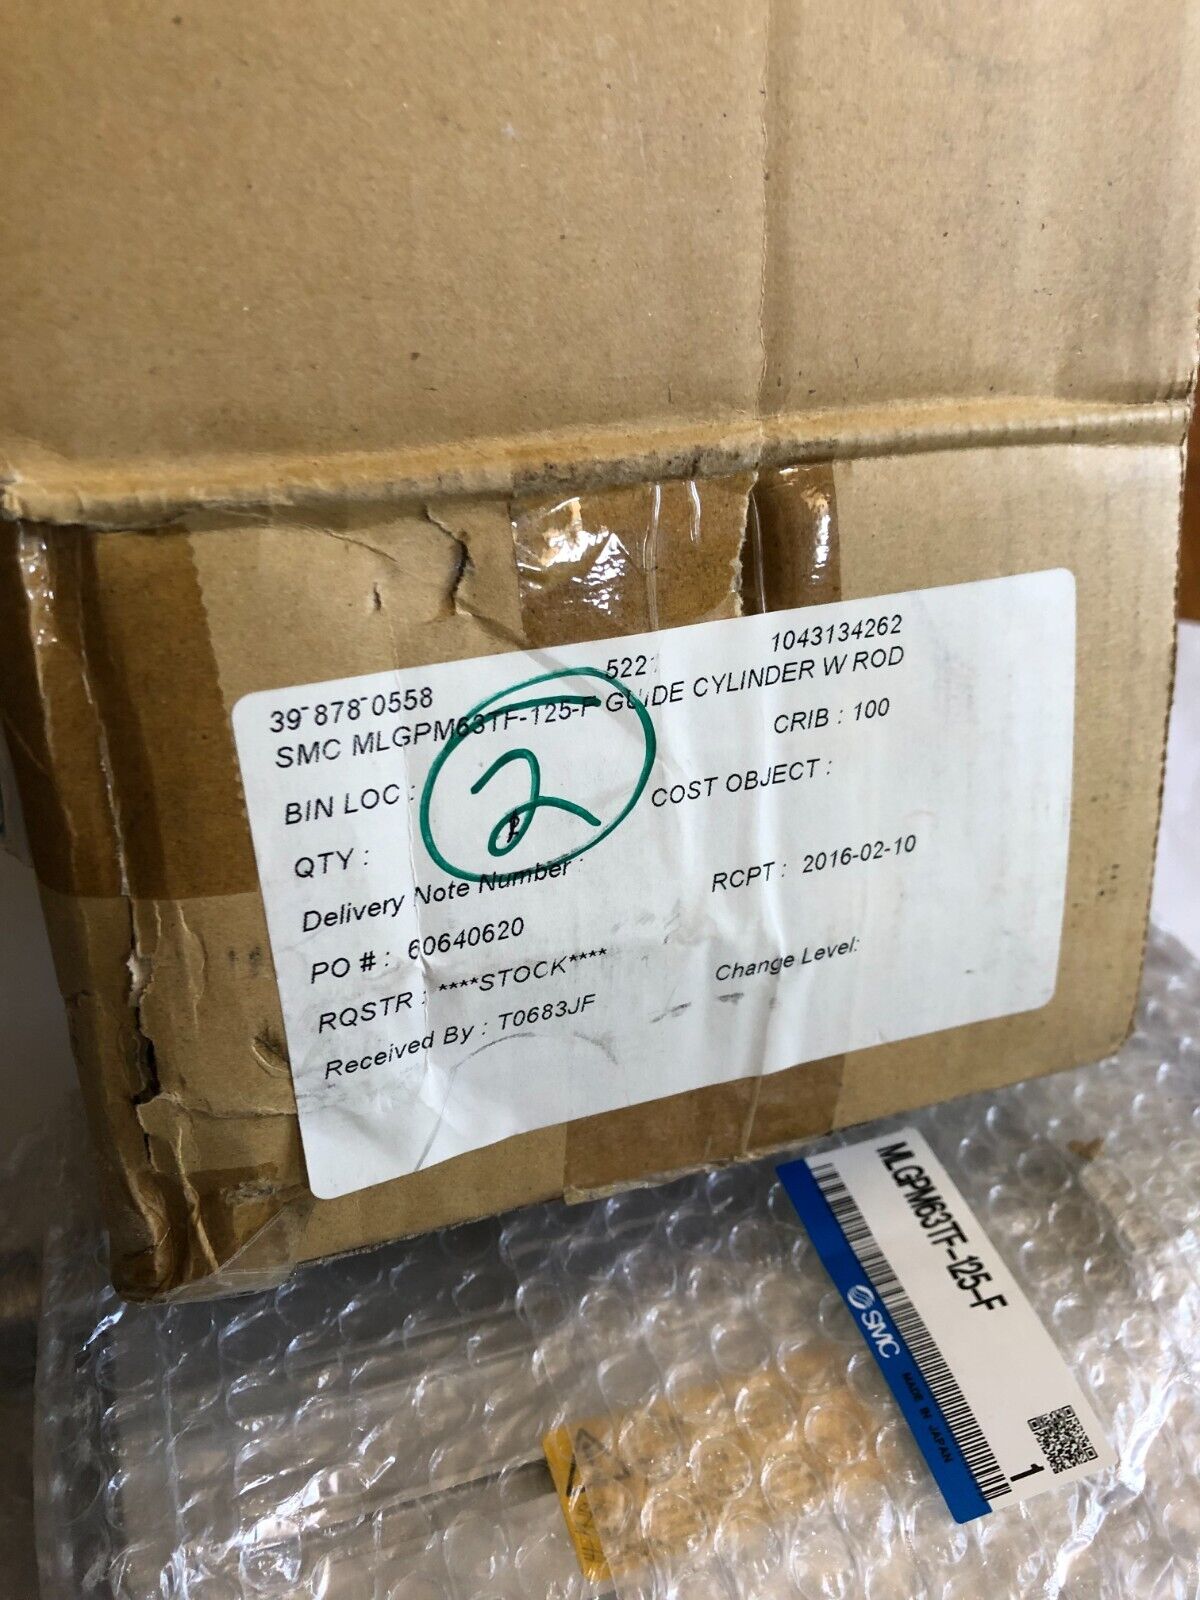 39-878-0558 522 1043134262
SMC MLGPM63TF-125-F GUIDE CYLINDER W ROD
BIN LOC : CRIB : 100
2
QTY : COST OBJECT :
Delivery Note Number :
PO # : 60640620 RCPT : 2016-02-10
RQSTR : ****STOCK****
Received By : T0683JF Change Level:
MLGPM63TF-125-F
SMC MADE IN JAPAN
1